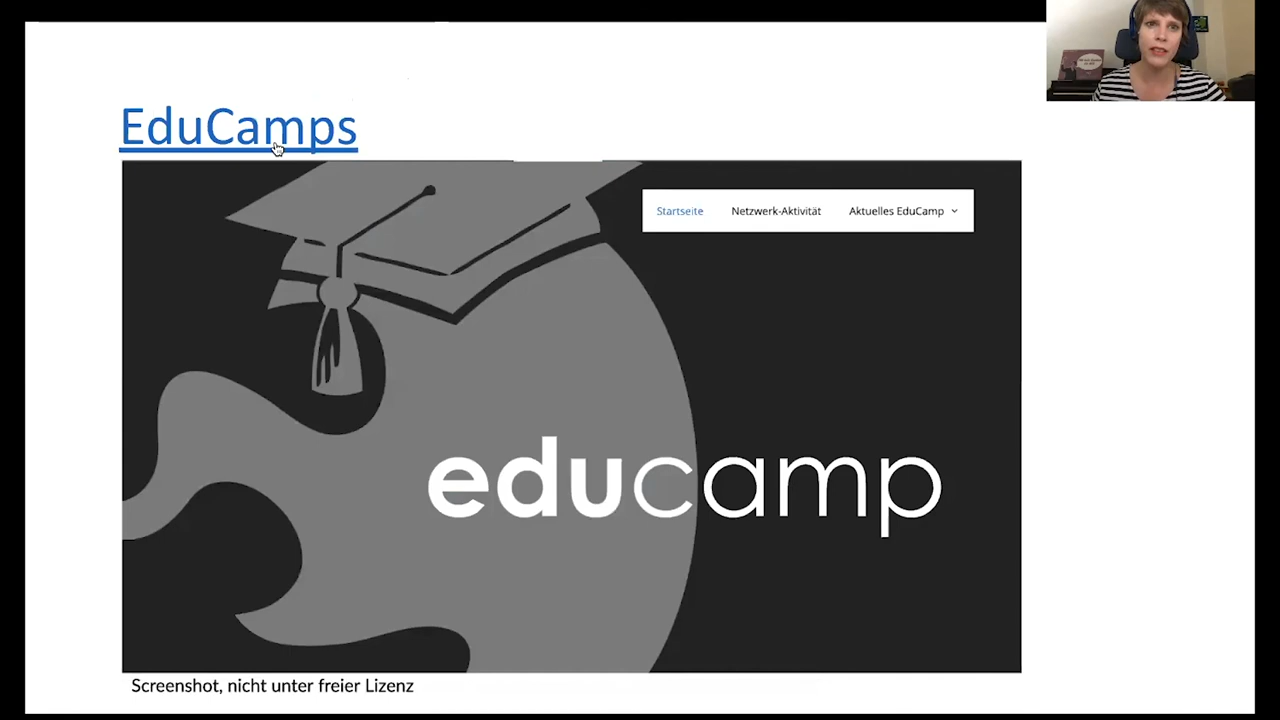 EduCamps
Startseite Netzwerk-Aktivität Aktuelles EduCamp
educamp
Screenshot, nicht unter freier Lizenz